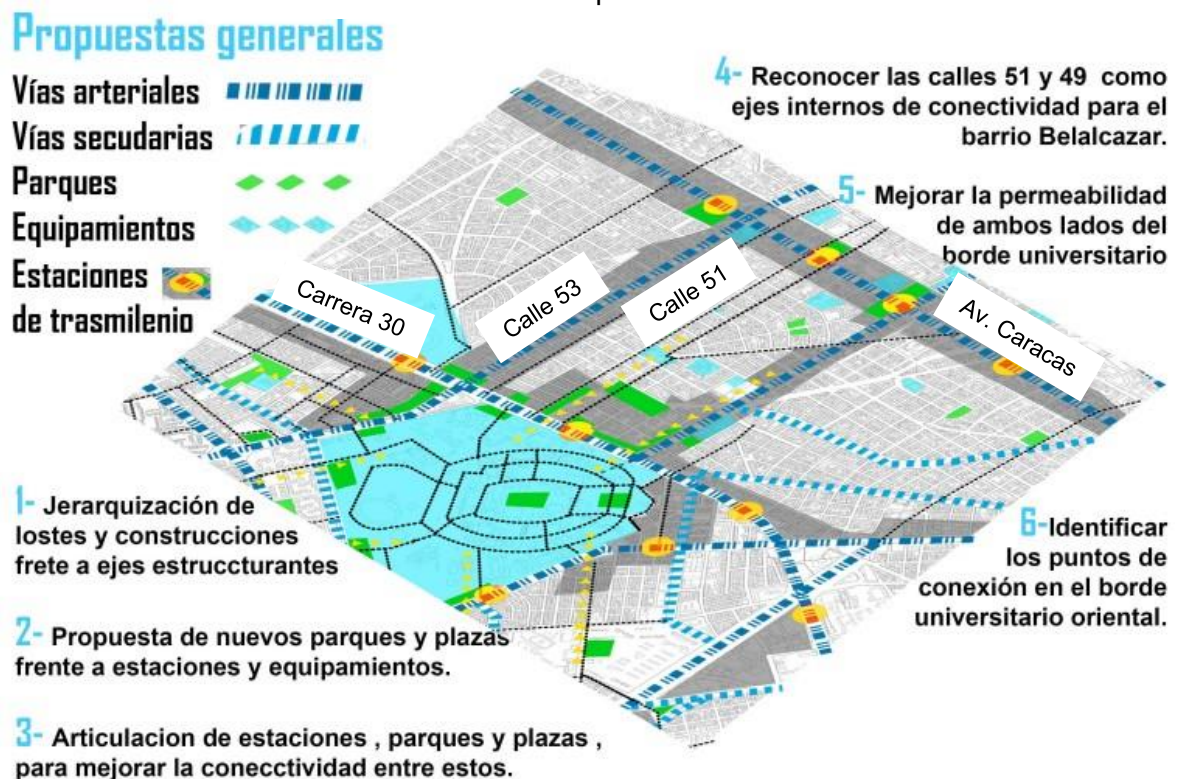 Propuestas generales
Vías arteriales
Vías secudarias
Parques
Equipamientos
Estaciones
de trasmilenio
4- Reconocer las calles 51 y 49 como
ejes internos de conectividad para el
barrio Belalcazar.
5- Mejorar la permeabilidad
de ambos lados del
borde universitario
Carrera 30
Calle 53
Calle 51
Av. Caracas
1- Jerarquización de
lostes y construcciones
frete a ejes estruccturantes
2- Propuesta de nuevos parques y plazas
frente a estaciones y equipamientos.
3- Articulacion de estaciones , parques y plazas ,
para mejorar la conecctividad entre estos.
6-Identificar
los puntos de
conexión en el borde
universitario oriental.